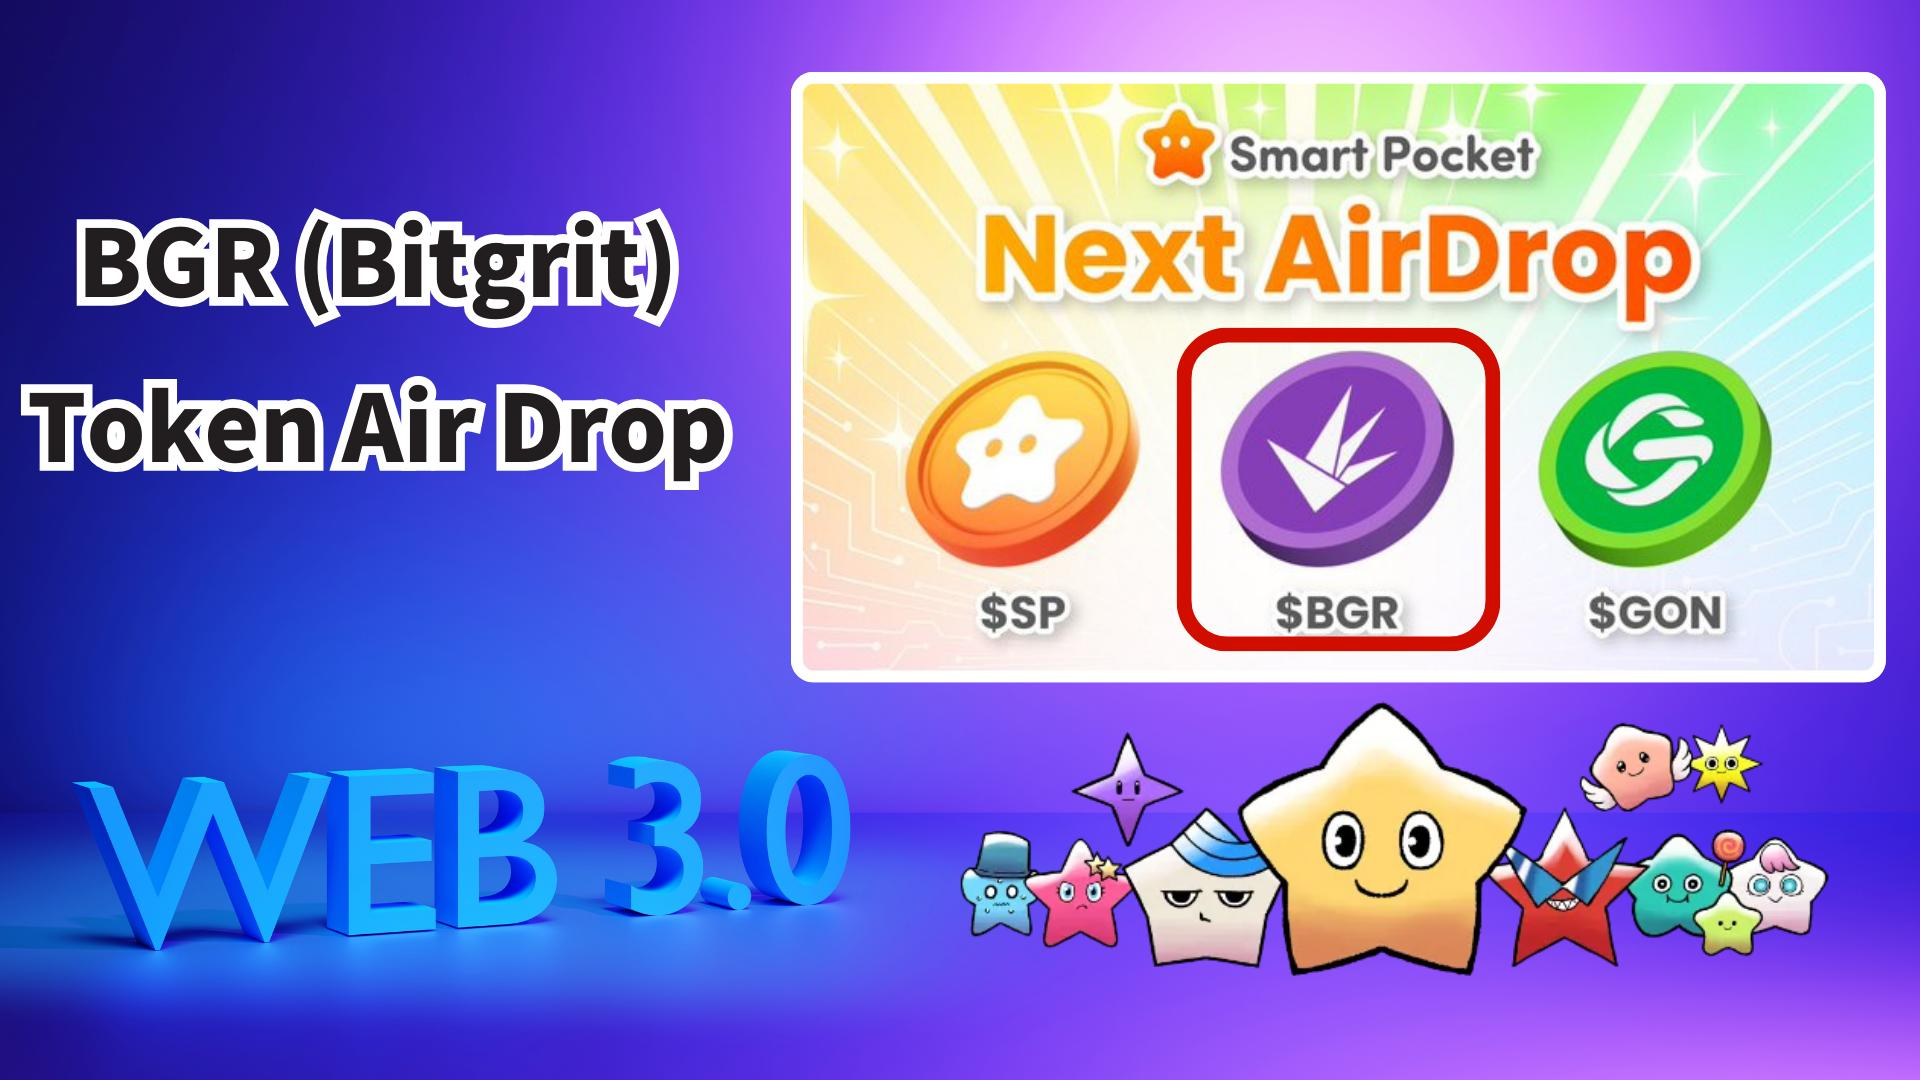 BGR (Bitgrit)
Token Air Drop
Smart Pocket
Next AirDrop
$SP
$BGR
$GON
WEB 3.0